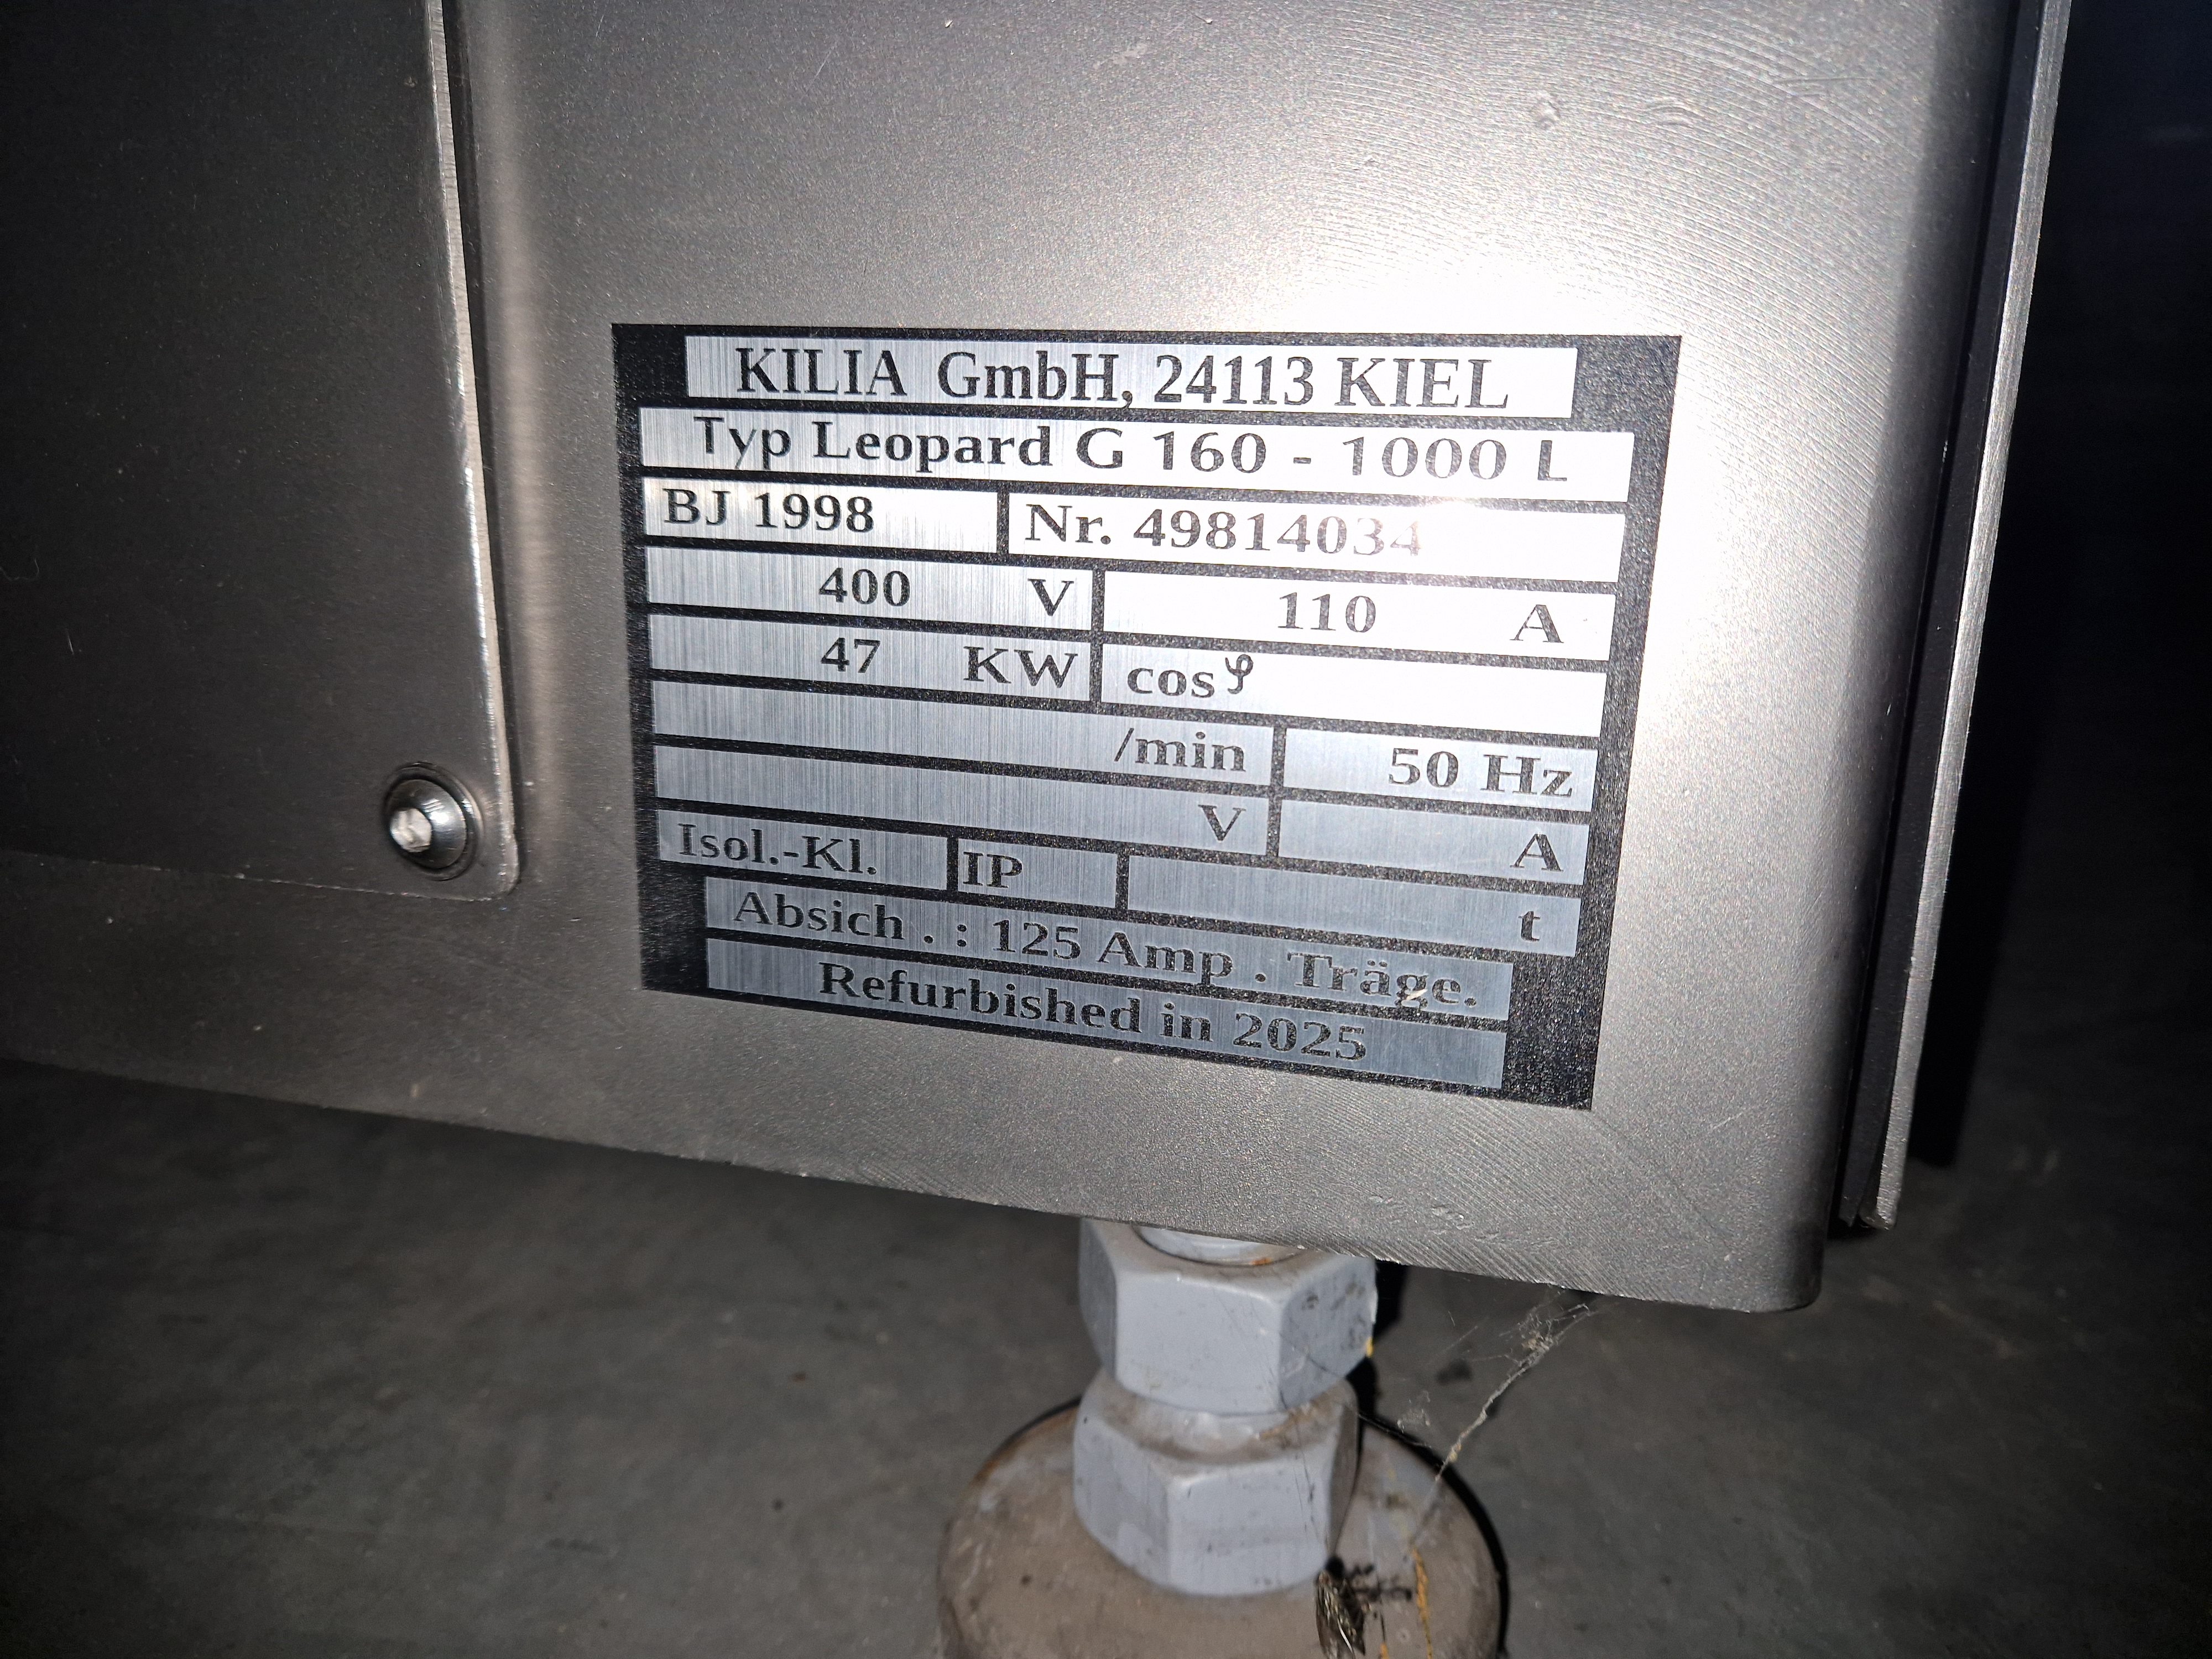 KILIA GmbH, 24113 KIEL
Typ Leopard G 160 - 1000 L
BJ 1998 Nr. 49814034
400 V 110 A
47 KW cosφ
/min 50 Hz
V A
Isol.-Kl. IP t
Absich . : 125 Amp . Träge.
Refurbished in 2025